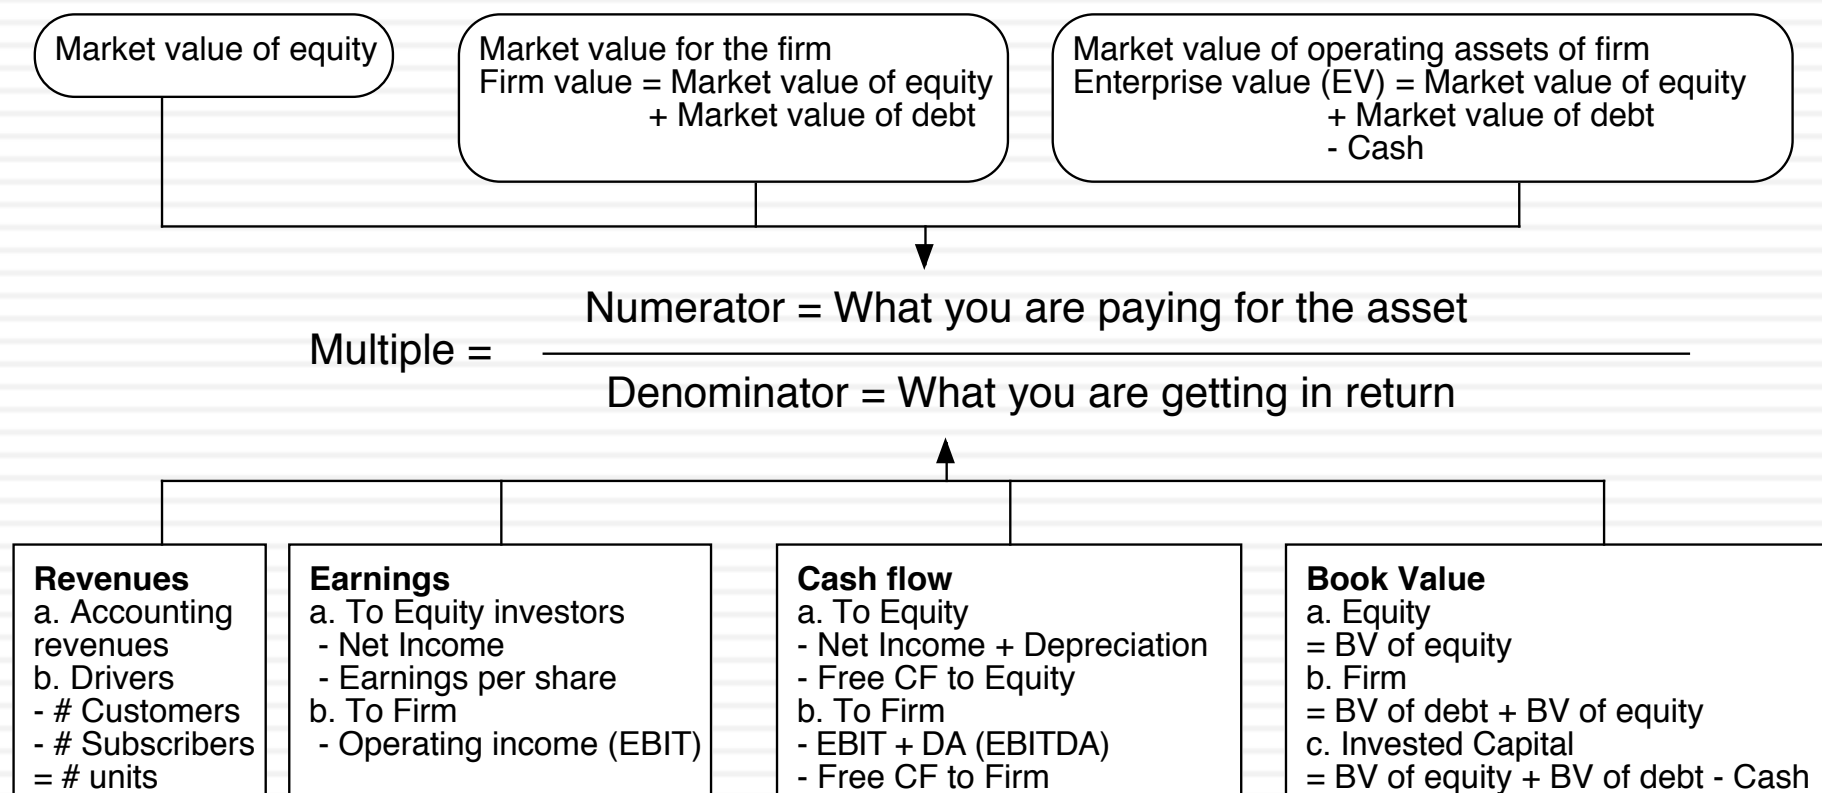 Market value of equity
Market value for the firm
Firm value = Market value of equity
+ Market value of debt
Market value of operating assets of firm
Enterprise value (EV) = Market value of equity
+ Market value of debt
- Cash
Numerator = What you are paying for the asset
Multiple =
Denominator = What you are getting in return
Revenues
a. Accounting
revenues
b. Drivers
- # Customers
- # Subscribers
= # units
Earnings
a. To Equity investors
- Net Income
- Earnings per share
b. To Firm
- Operating income (EBIT)
Cash flow
a. To Equity
- Net Income + Depreciation
- Free CF to Equity
b. To Firm
- EBIT + DA (EBITDA)
- Free CF to Firm
Book Value
a. Equity
= BV of equity
b. Firm
= BV of debt + BV of equity
c. Invested Capital
= BV of equity + BV of debt - Cash